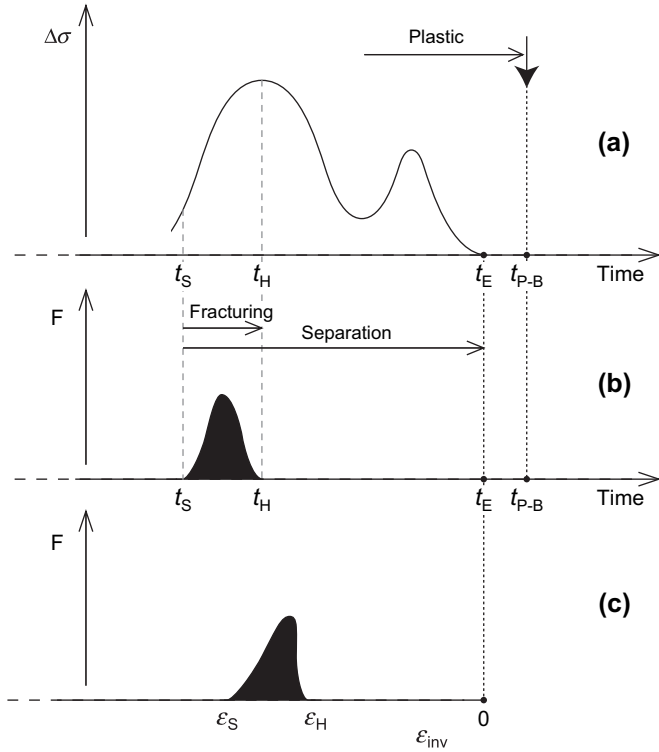 Δσ
Plastic
(a)
t_S t_H t_E t_P-B Time
F
Fracturing
Separation
(b)
t_S t_H t_E t_P-B Time
F
(c)
ε_S ε_H 0
ε_inv